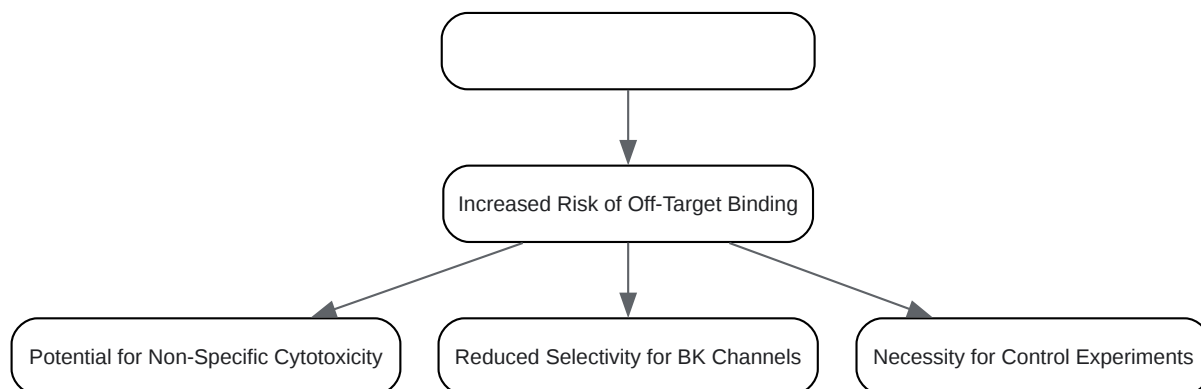 Increased Risk of Off-Target Binding
Potential for Non-Specific Cytotoxicity
Reduced Selectivity for BK Channels
Necessity for Control Experiments